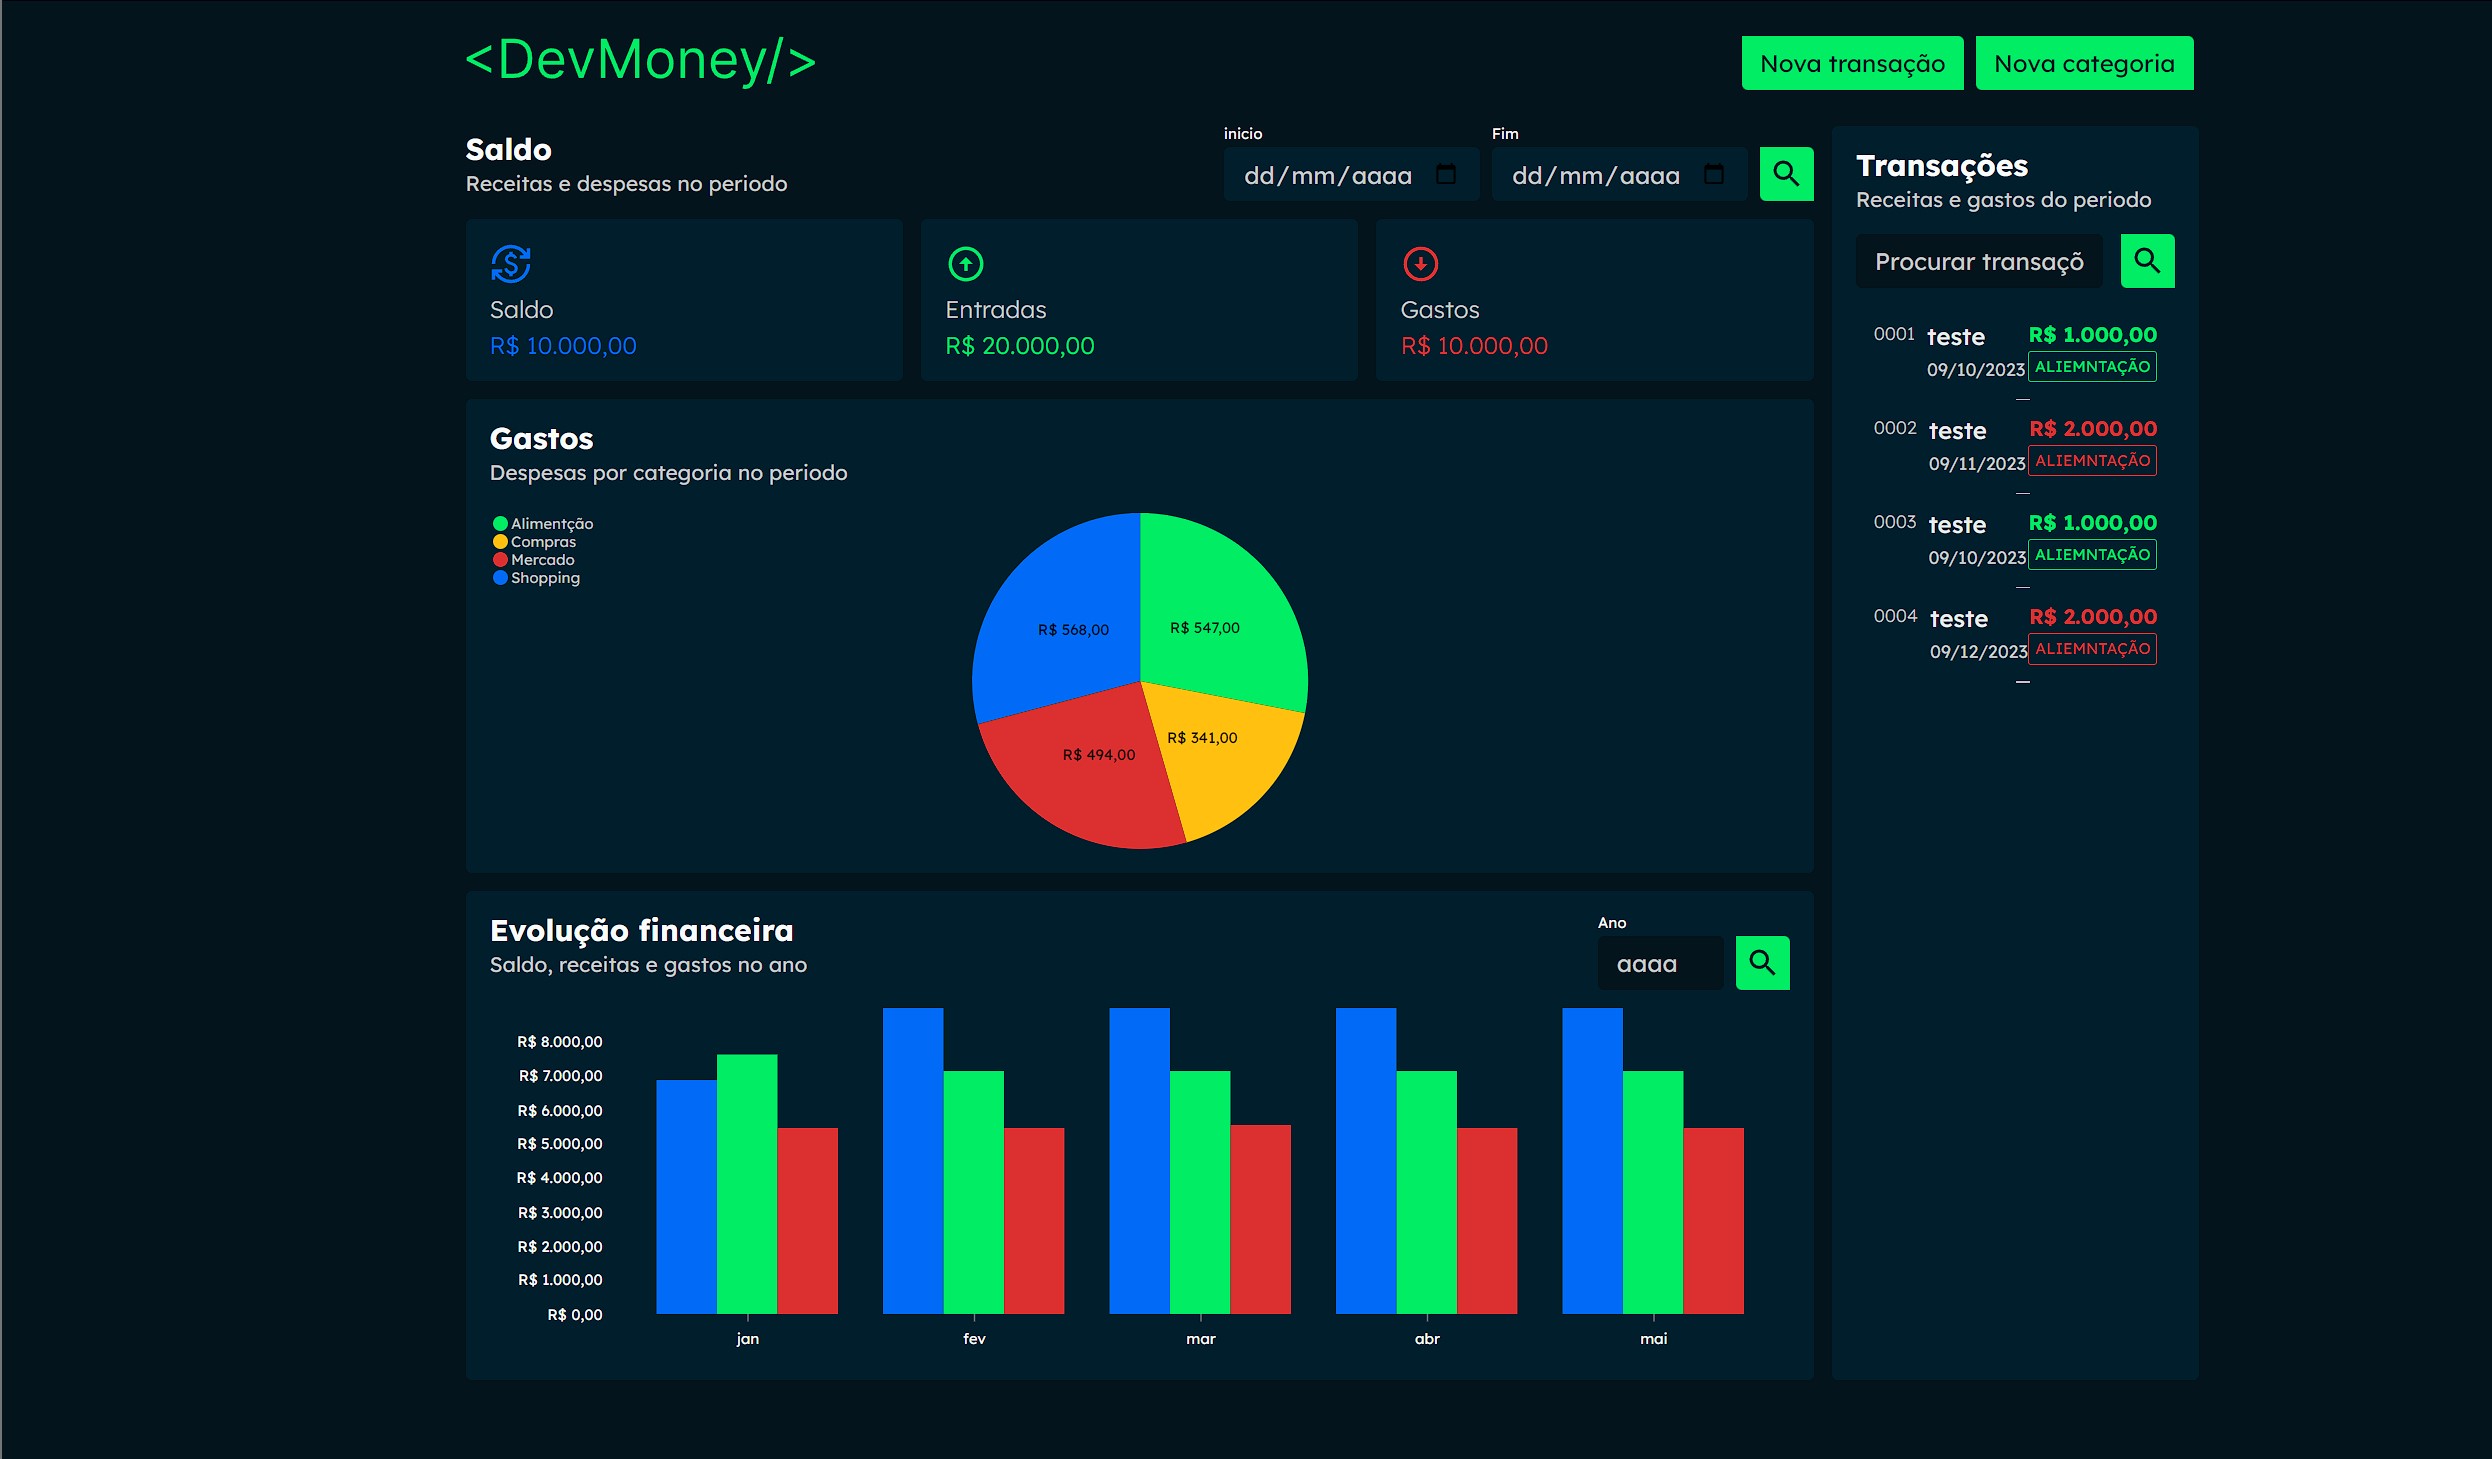 <DevMoney/>
Nova transação
Nova categoria
Saldo
Receitas e despesas no periodo
inicio
dd/mm/aaaa
Fim
dd/mm/aaaa
Saldo
R$ 10.000,00
Entradas
R$ 20.000,00
Gastos
R$ 10.000,00
Gastos
Despesas por categoria no periodo
Alimentção
Compras
Mercado
Shopping
R$ 568,00
R$ 547,00
R$ 494,00
R$ 341,00
Evolução financeira
Saldo, receitas e gastos no ano
Ano
aaaa
R$ 8.000,00
R$ 7.000,00
R$ 6.000,00
R$ 5.000,00
R$ 4.000,00
R$ 3.000,00
R$ 2.000,00
R$ 1.000,00
R$ 0,00
jan
fev
mar
abr
mai
Transações
Receitas e gastos do periodo
Procurar transaçõ
0001 teste R$ 1.000,00
09/10/2023 ALIEMNTAÇÃO
0002 teste R$ 2.000,00
09/11/2023 ALIEMNTAÇÃO
0003 teste R$ 1.000,00
09/10/2023 ALIEMNTAÇÃO
0004 teste R$ 2.000,00
09/12/2023 ALIEMNTAÇÃO